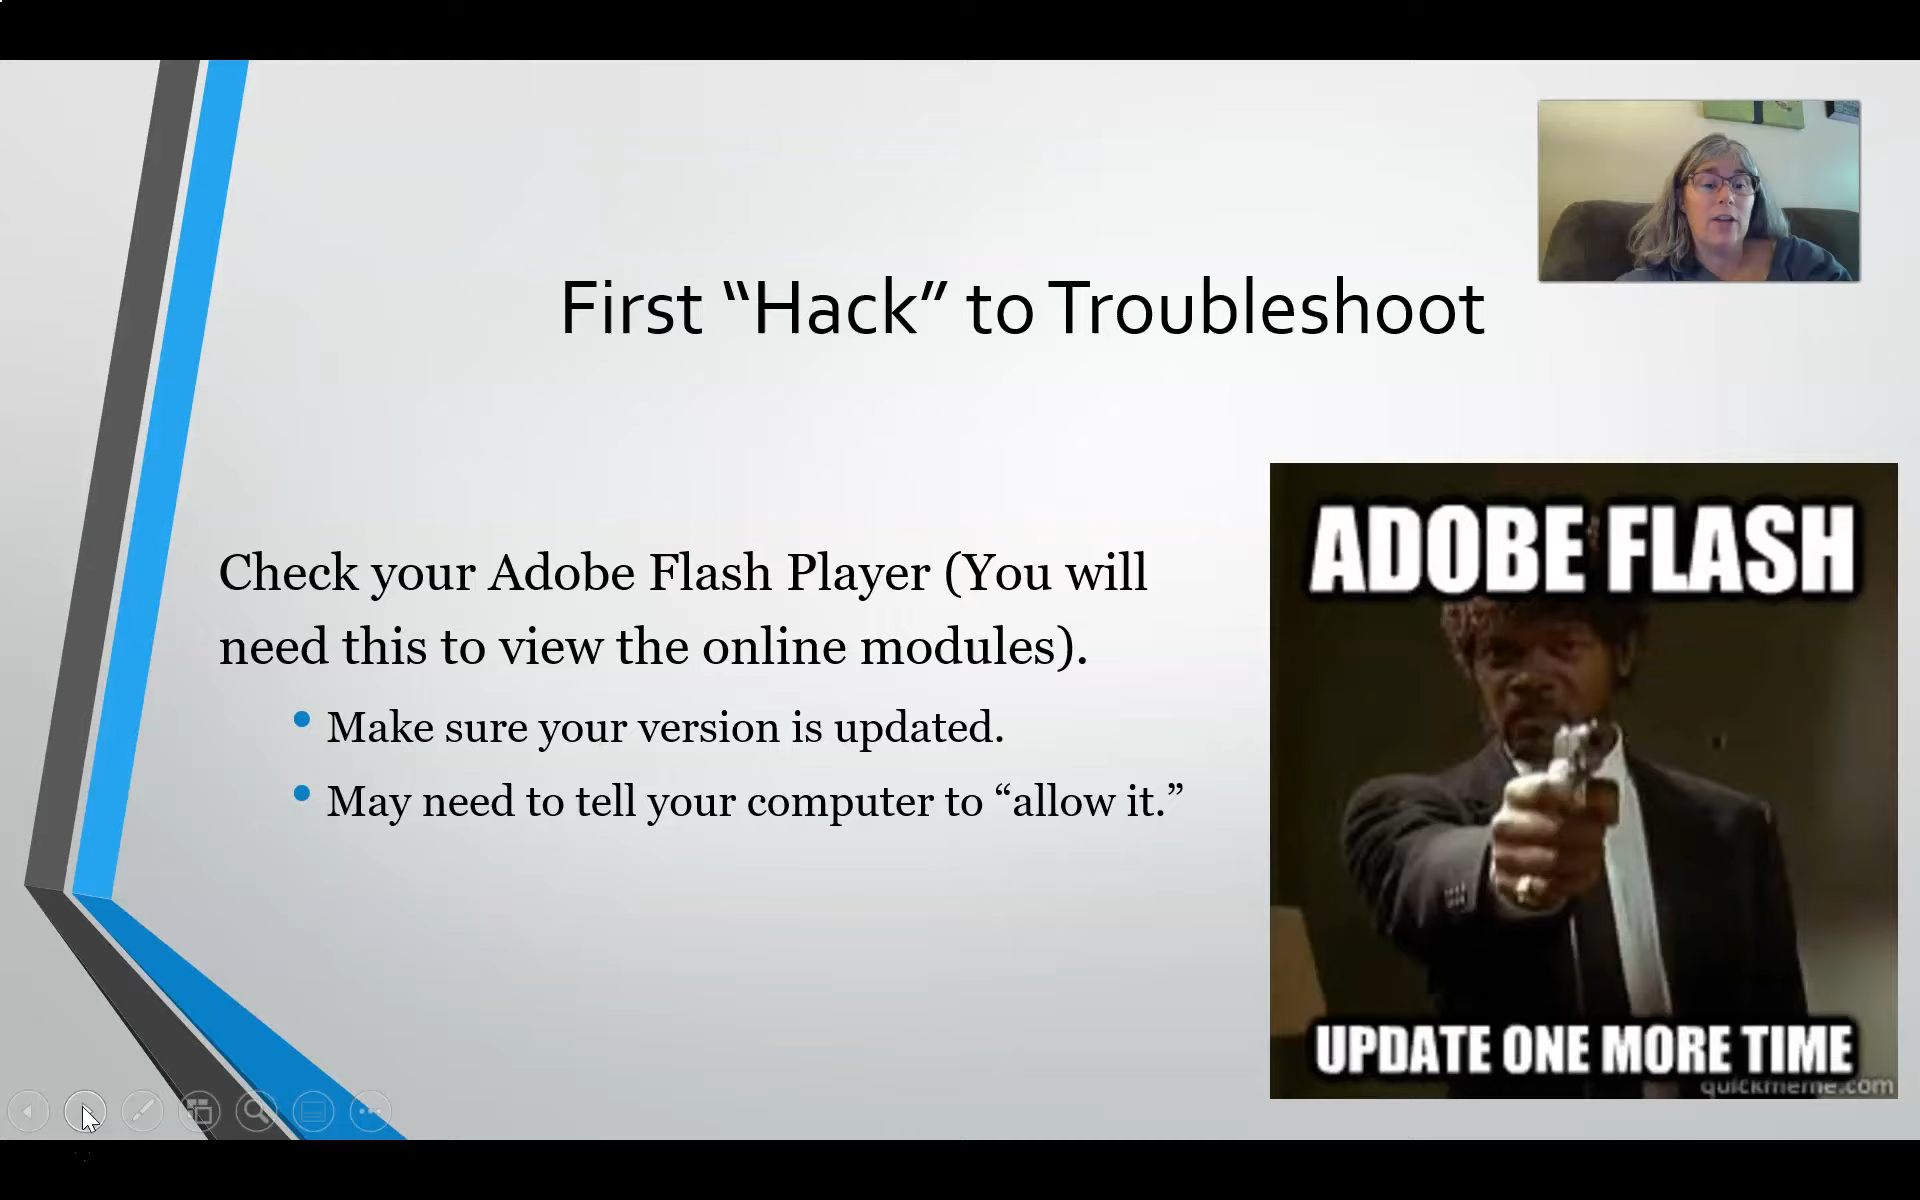 First “Hack” to Troubleshoot
Check your Adobe Flash Player (You will
need this to view the online modules).
• Make sure your version is updated.
• May need to tell your computer to “allow it.”
ADOBE FLASH
UPDATE ONE MORE TIME
quickmeme.com